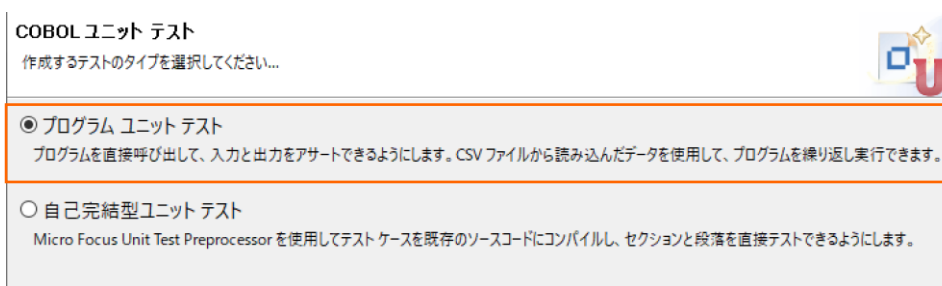 COBOL ユニット テスト
作成するテストのタイプを選択してください...
プログラム ユニット テスト
プログラムを直接呼び出して、入力と出力をアサートできるようにします。CSV ファイルから読み込んだデータを使用して、プログラムを繰り返し実行できます。
自己完結型ユニット テスト
Micro Focus Unit Test Preprocessor を使用してテスト ケースを既存のソースコードにコンパイルし、セクションと段落を直接テストできるようにします。